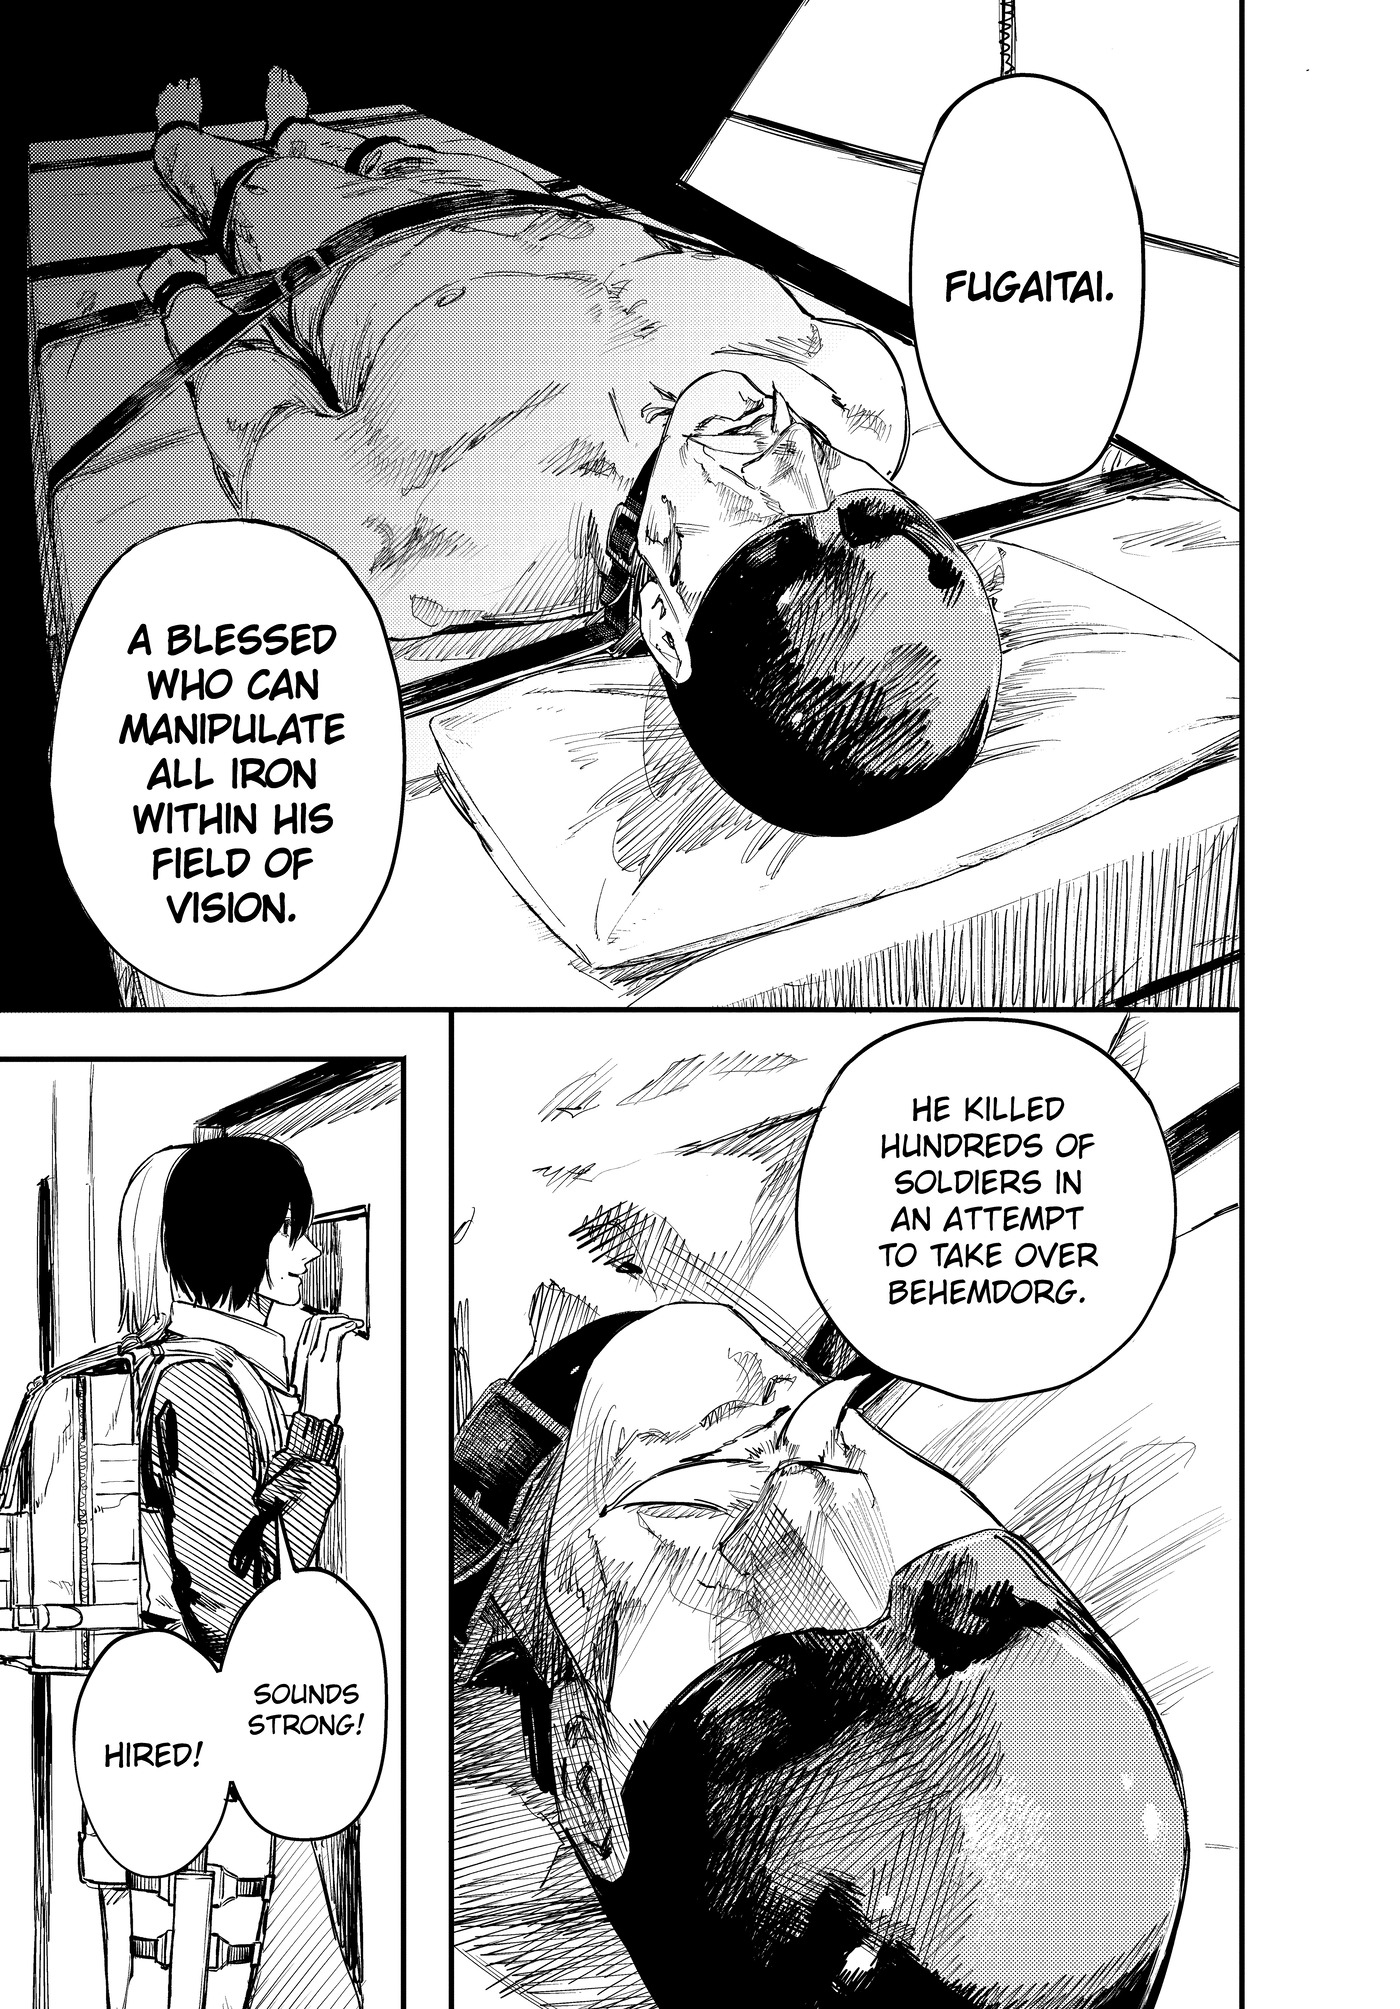 FUGAITAI.
A BLESSED
WHO CAN
MANIPULATE
ALL IRON
WITHIN HIS
FIELD OF
VISION.
HE KILLED
HUNDREDS OF
SOLDIERS IN
AN ATTEMPT
TO TAKE OVER
BEHEMDORG.
SOUNDS
STRONG!
HIRED!